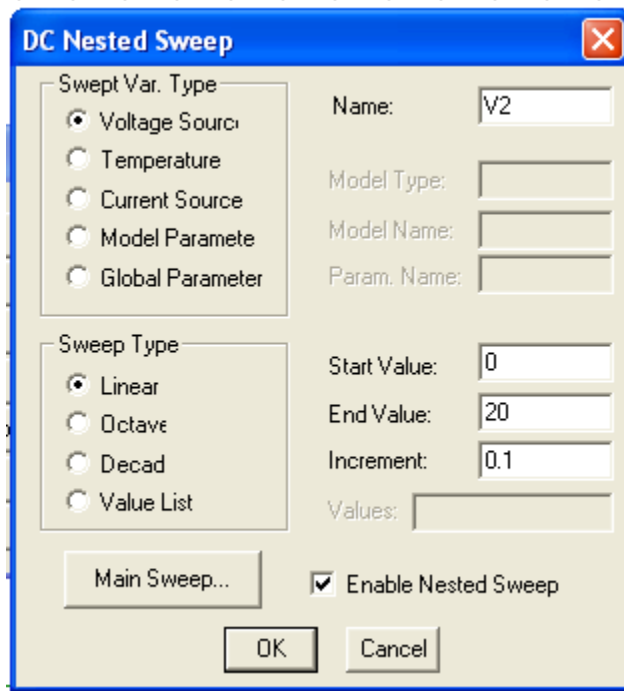 DC Nested Sweep
Swept Var. Type
Voltage Sourc
Temperature
Current Source
Model Paramete
Global Parameter
Name: V2
Model Type:
Model Name:
Param. Name:
Sweep Type
Linear
Octave
Decad
Value List
Start Value: 0
End Value: 20
Increment: 0.1
Values:
Main Sweep...
Enable Nested Sweep
OK
Cancel